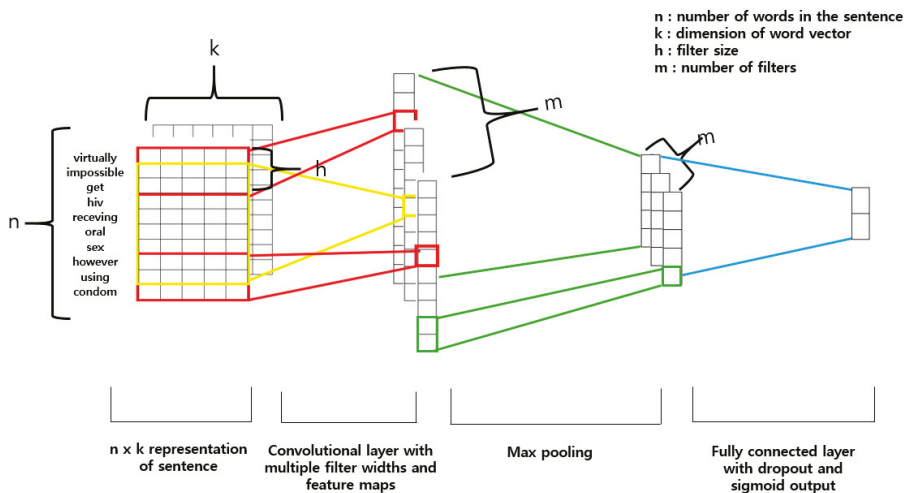 n : number of words in the sentence
k : dimension of word vector
h : filter size
m : number of filters
k
m
m
h
n
virtually
impossible
get
hiv
receving
oral
sex
however
using
condom
n x k representation
of sentence
Convolutional layer with
multiple filter widths and
feature maps
Max pooling
Fully connected layer
with dropout and
sigmoid output